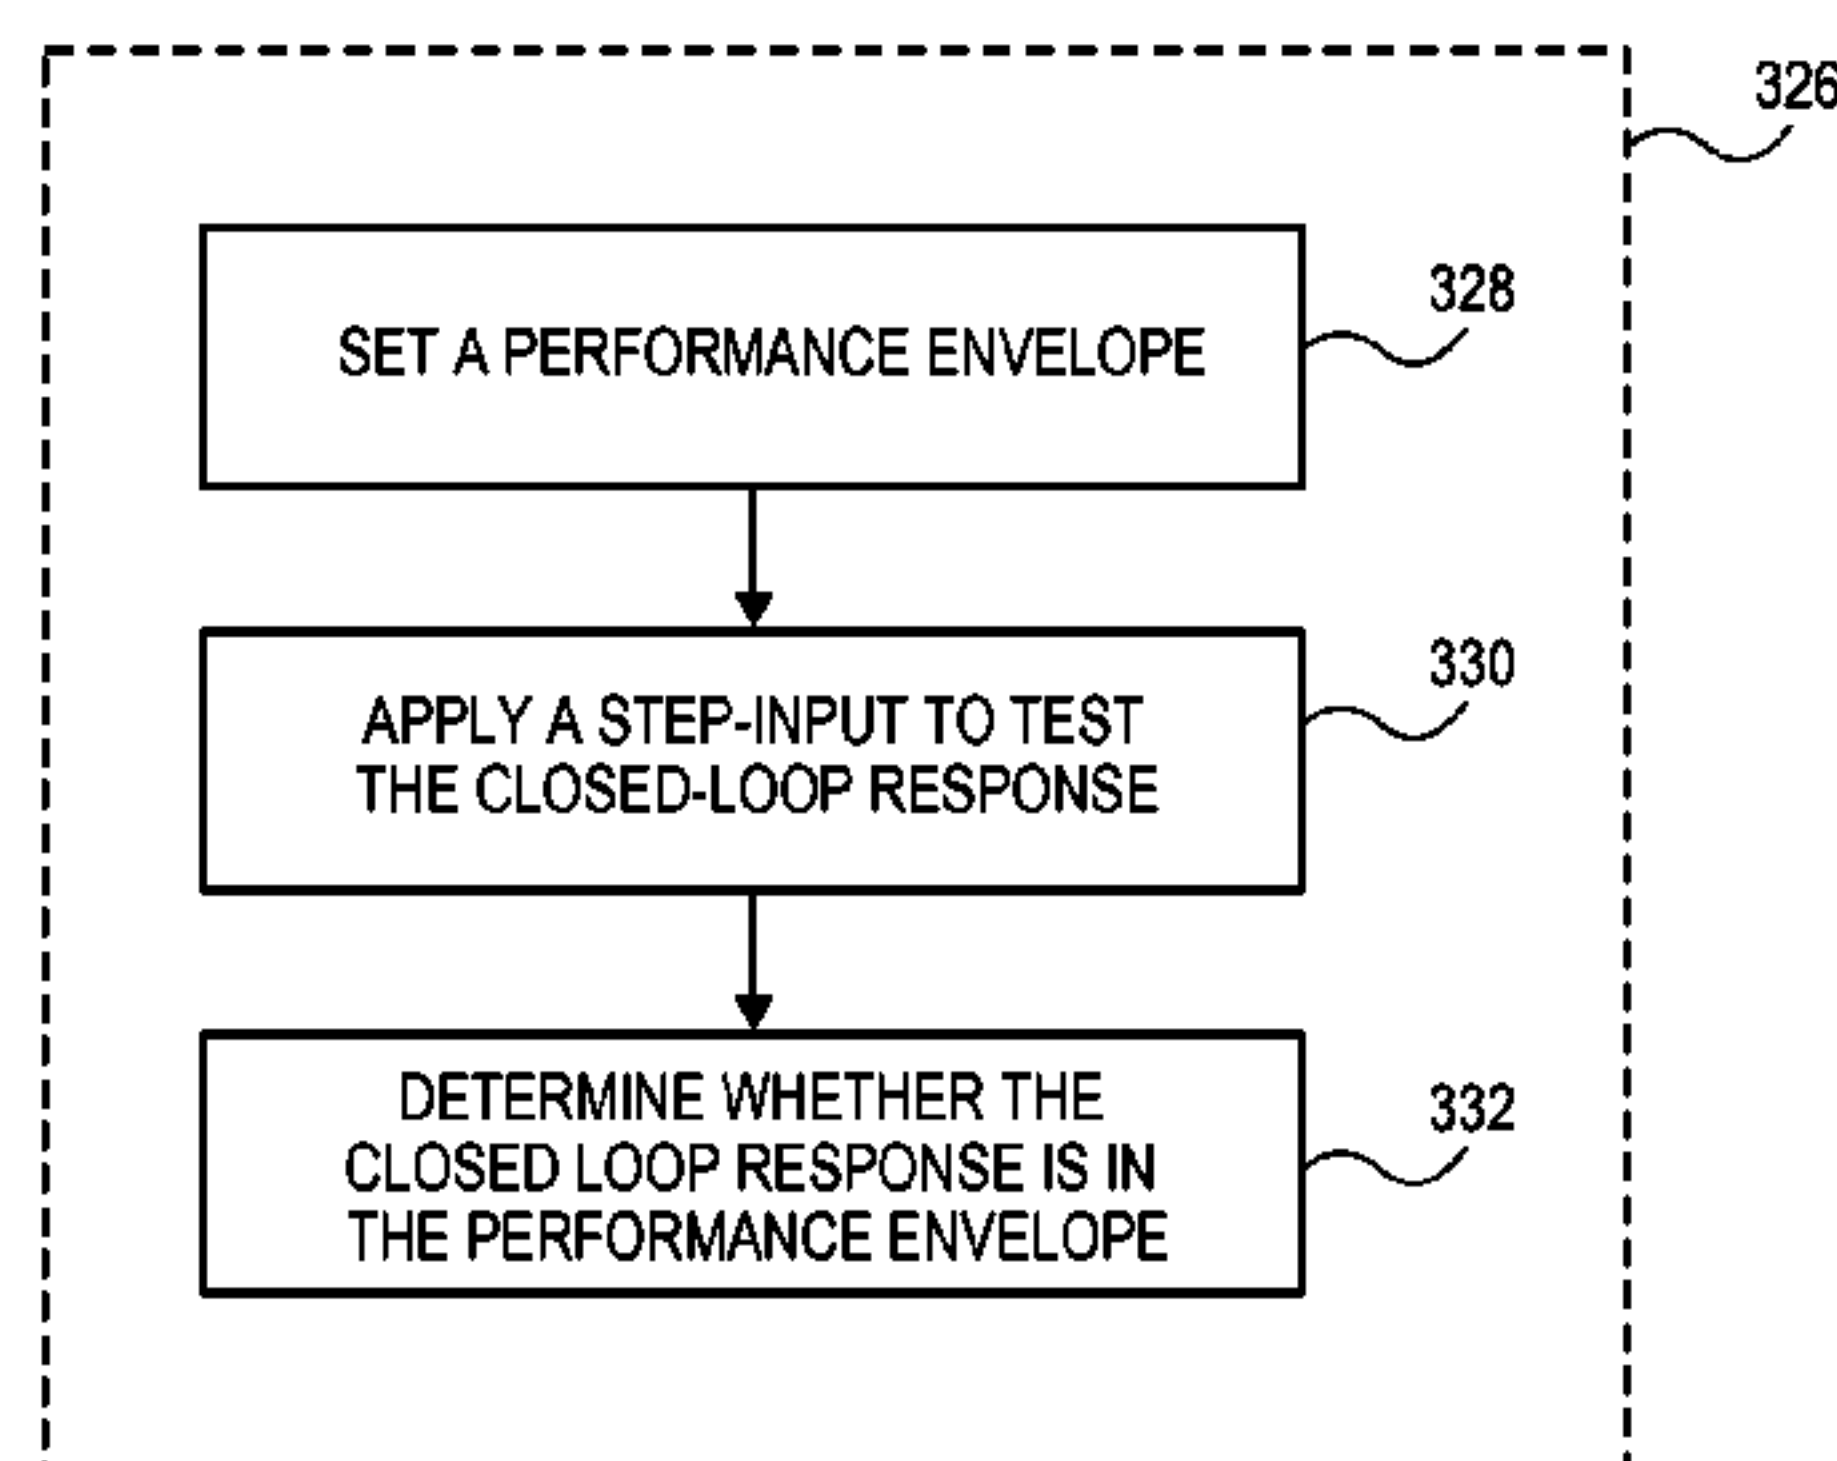 326
328
SET A PERFORMANCE ENVELOPE
330
APPLY A STEP-INPUT TO TEST
THE CLOSED-LOOP RESPONSE
332
DETERMINE WHETHER THE
CLOSED LOOP RESPONSE IS IN
THE PERFORMANCE ENVELOPE